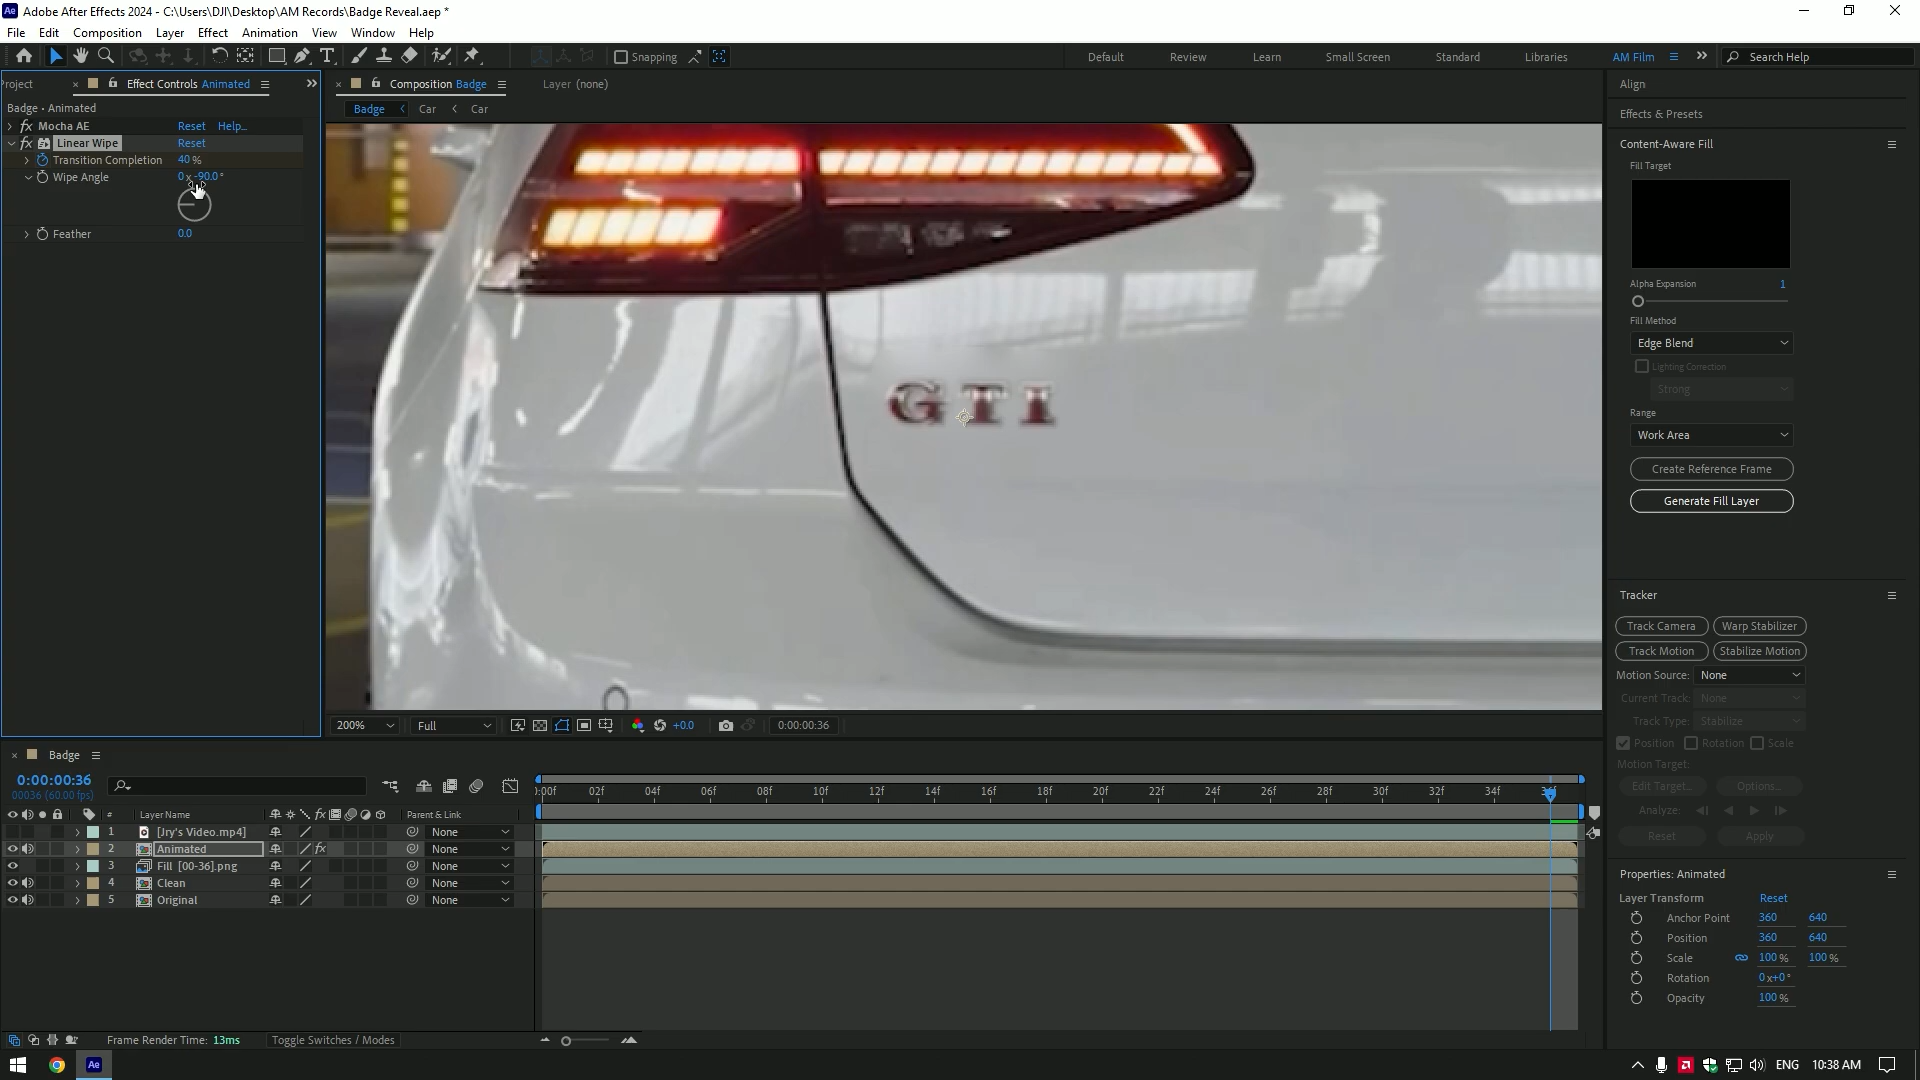 Adobe After Effects 2024 - C:\Users\DJI\Desktop\AM Records\Badge Reveal.aep *
File Edit Composition Layer Effect Animation View Window Help
Snapping
Default Review Learn Small Screen Standard Libraries AM Film Search Help
Project Effect Controls Animated
Badge • Animated
fx Mocha AE Reset Help...
fx Linear Wipe Reset
Transition Completion 40 %
Wipe Angle 0 x -90.0 °
Feather 0.0
Composition Badge Layer (none)
Badge Car Car
GTI
200% Full +0.0 0:00:00:36
Align
Effects & Presets
Content-Aware Fill
Fill Target
Alpha Expansion 1
Fill Method
Edge Blend
Lighting Correction
Strong
Range
Work Area
Create Reference Frame
Generate Fill Layer
Tracker
Track Camera Warp Stabilizer
Track Motion Stabilize Motion
Motion Source: None
Current Track: None
Track Type: Stabilize
Position Rotation Scale
Motion Target:
Edit Target... Options...
Analyze:
Reset Apply
Properties: Animated
Layer Transform Reset
Anchor Point 360 640
Position 360 640
Scale 100 % 100 %
Rotation 0 x+0 °
Opacity 100 %
Badge
0:00:00:36
00036 (60.00 fps)
02f 04f 06f 08f 10f 12f 14f 16f 18f 20f 22f 24f 26f 28f 30f 32f 34f
# Layer Name fx Parent & Link
1 [Jry's Video.mp4] None
2 Animated fx None
3 Fill [00-36].png None
4 Clean None
5 Original None
Frame Render Time: 13ms Toggle Switches / Modes
Ae ENG 10:38 AM